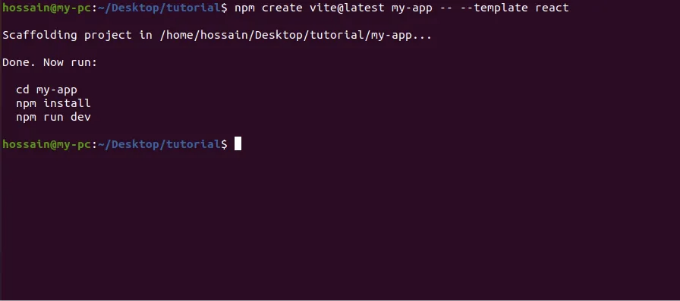 hossain@my-pc:~/Desktop/tutorial$ npm create vite@latest my-app -- --template react
Scaffolding project in /home/hossain/Desktop/tutorial/my-app...
Done. Now run:
cd my-app
npm install
npm run dev
hossain@my-pc:~/Desktop/tutorial$